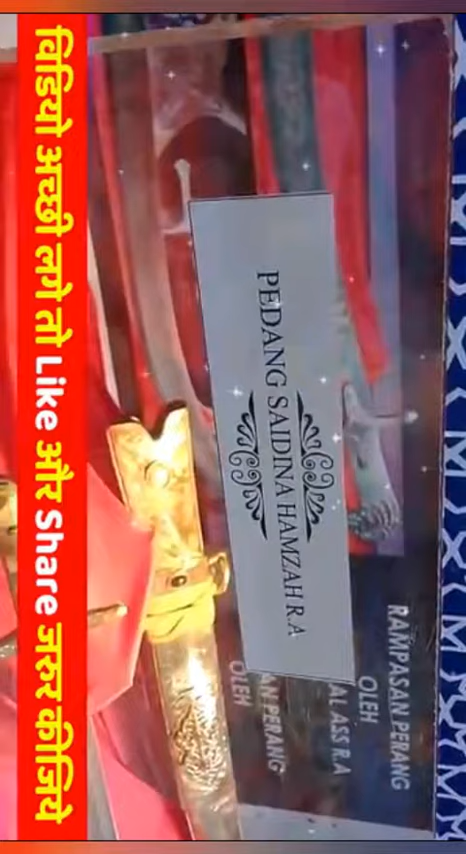 विडियो अच्छी लगे तो Like और Share जरुर कीजिये
PEDANG SAIDINA HAMZAH R.A
RAMPASAN PERANG
OLEH
AL ASS R.A
AN PERANG
OLEH